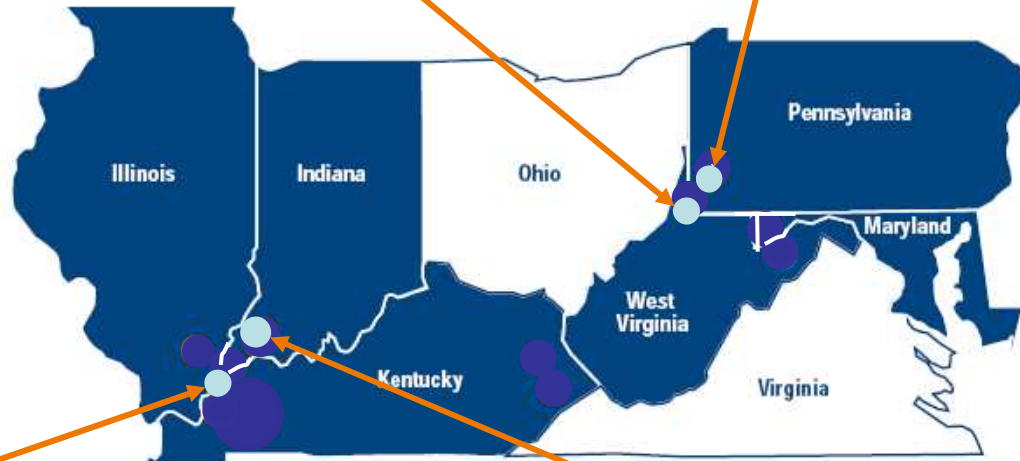 Pennsylvania
Illinois
Indiana
Ohio
Maryland
West
Virginia
Kentucky
Virginia